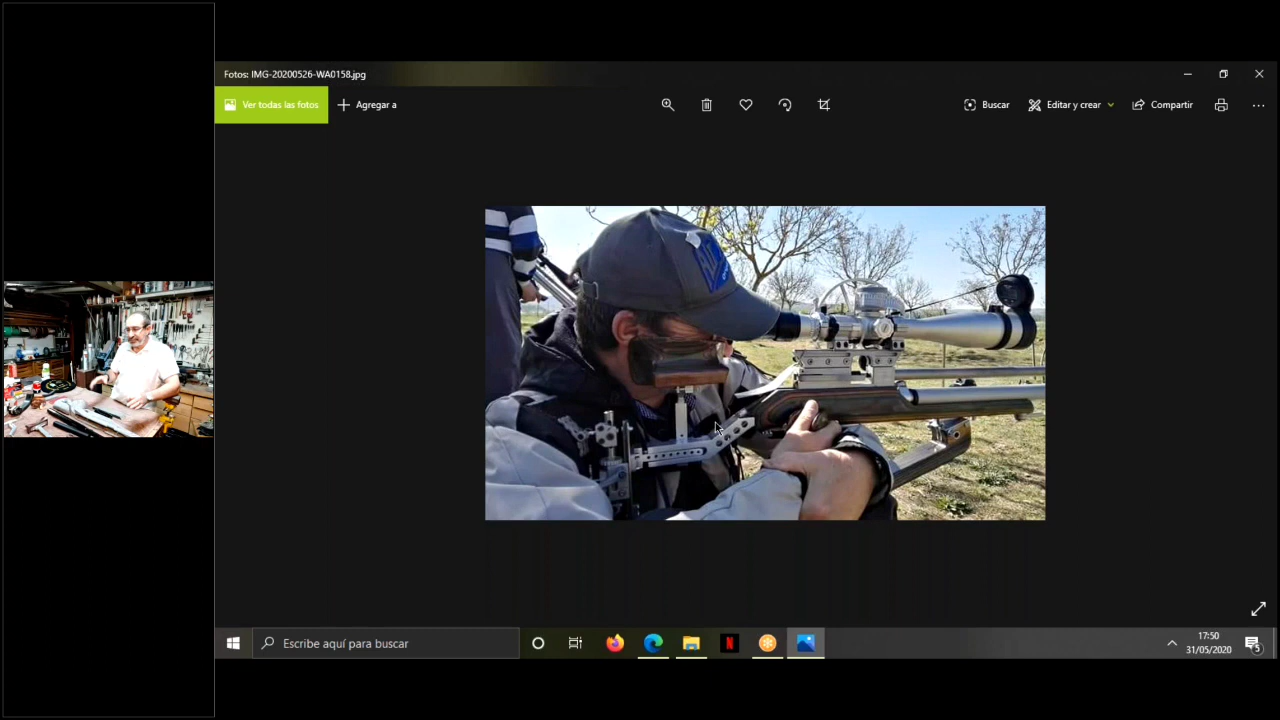 Fotos: IMG-20200526-WA0158.jpg
Ver todas las fotos
Agregar a
Buscar
Editar y crear
Compartir
Escribe aquí para buscar
N
17:50
31/05/2020
5